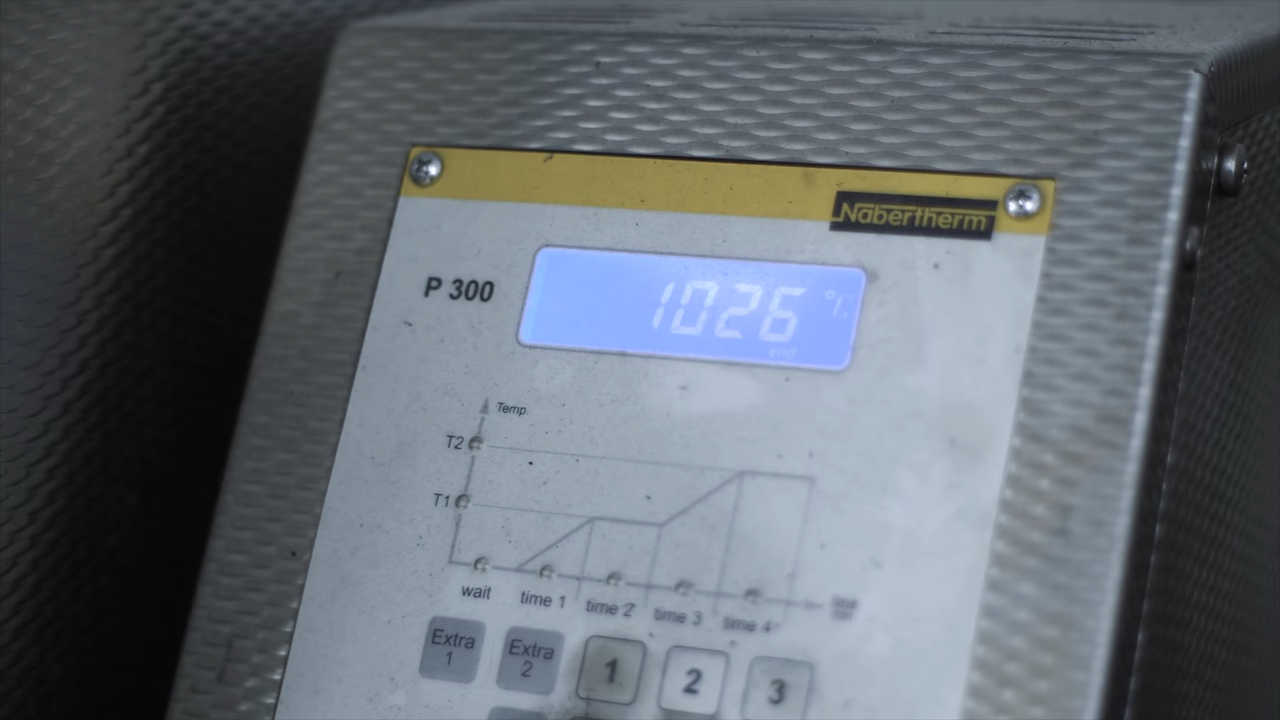 Nabertherm
P 300
1026 °C
end
Temp.
T2
T1
wait time 1 time 2 time 3 time 4
Extra 1 Extra 2 1 2 3